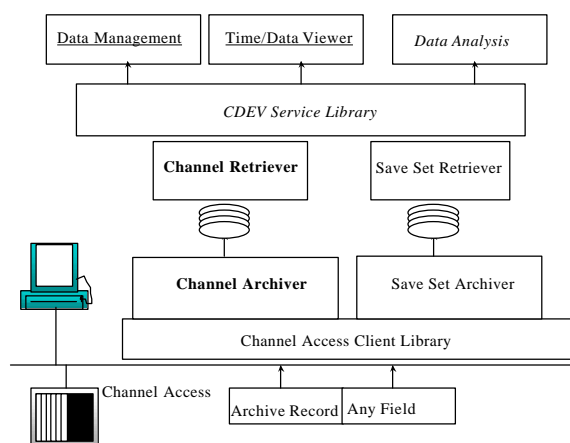 Data Management
Time/Data Viewer
Data Analysis
CDEV Service Library
Channel Retriever
Save Set Retriever
Channel Archiver
Save Set Archiver
Channel Access Client Library
Channel Access
Archive Record
Any Field